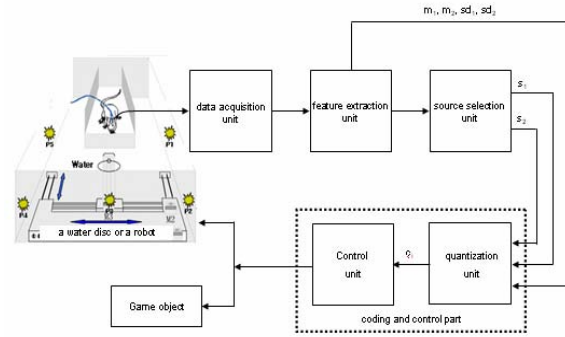 m₁, m₂, sd₁, sd₂
data acquisition
unit
feature extraction
unit
source selection
unit
s₁
s₂
P5
P1
Water
P4
P3
P2
a water disc or a robot
Control
unit
quantization
unit
Game object
coding and control part